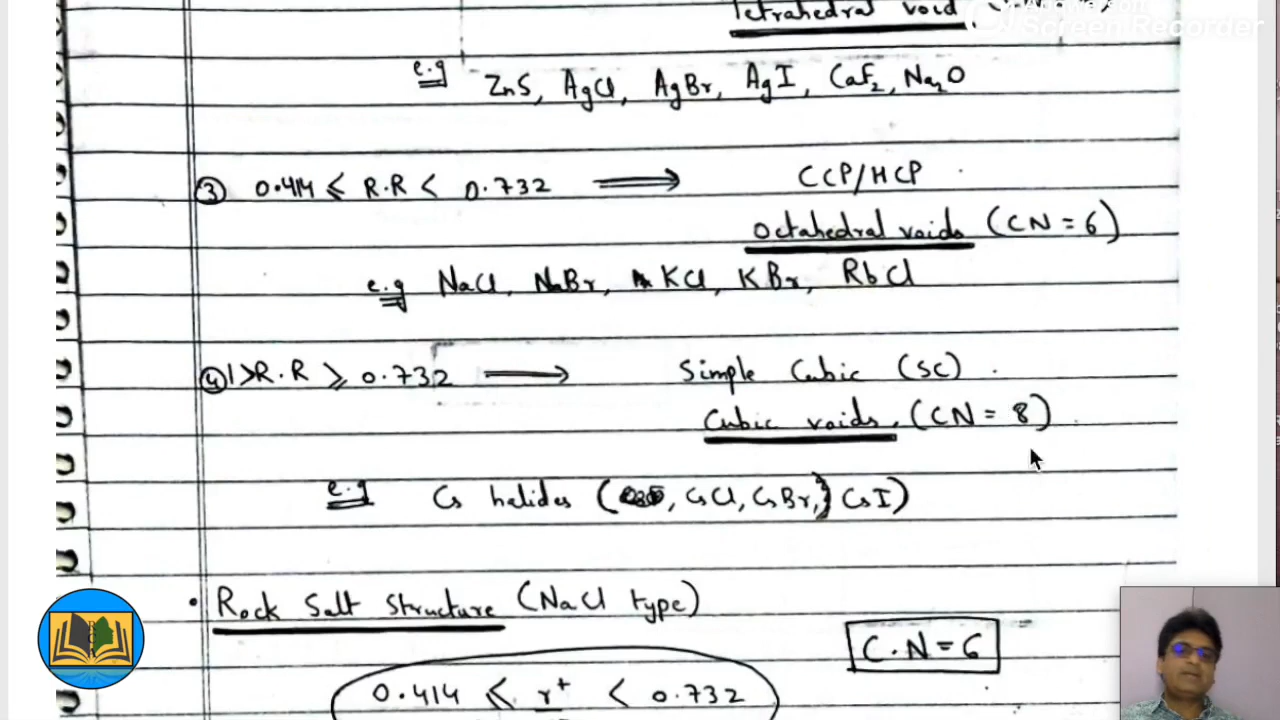 Tetrahedral void
Screen Recorder
e.g ZnS, AgCl, AgBr, AgI, CaF₂, Na₂O
③ 0.414 ⩽ R.R < 0.732 ⟹ CCP/HCP
Octahedral voids (CN = 6)
e.g NaCl, NaBr, KCl, KBr, RbCl
④ 1>R.R ⩾ 0.732 ⟶ Simple Cubic (SC)
Cubic voids, (CN = 8)
e.g Cs halides ( , CsCl, CsBr, CsI)
• Rock Salt Structure (NaCl type)
C.N = 6
0.414 ⩽ r⁺ < 0.732